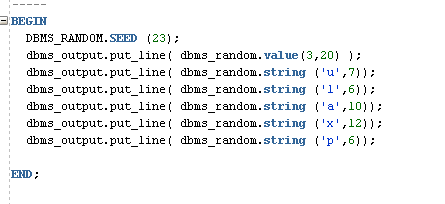 -----
BEGIN
DBMS_RANDOM.SEED (23);
dbms_output.put_line( dbms_random.value(3,20) );
dbms_output.put_line( dbms_random.string ('u',7));
dbms_output.put_line( dbms_random.string ('l',6));
dbms_output.put_line( dbms_random.string ('a',10));
dbms_output.put_line( dbms_random.string ('x',12));
dbms_output.put_line( dbms_random.string ('p',6));
END;